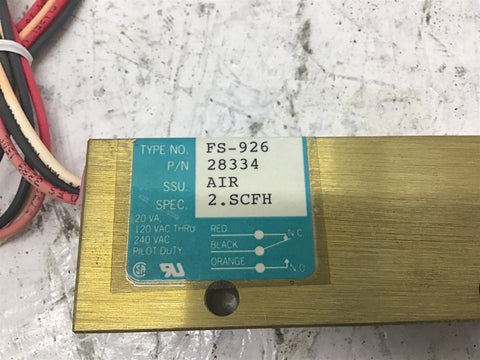 TYPE NO. FS-926
P/N 28334
SSU. AIR
SPEC. 2.SCFH
20 VA,
120 VAC THRU
240 VAC
PILOT DUTY
RED N.C.
BLACK
ORANGE N.O.